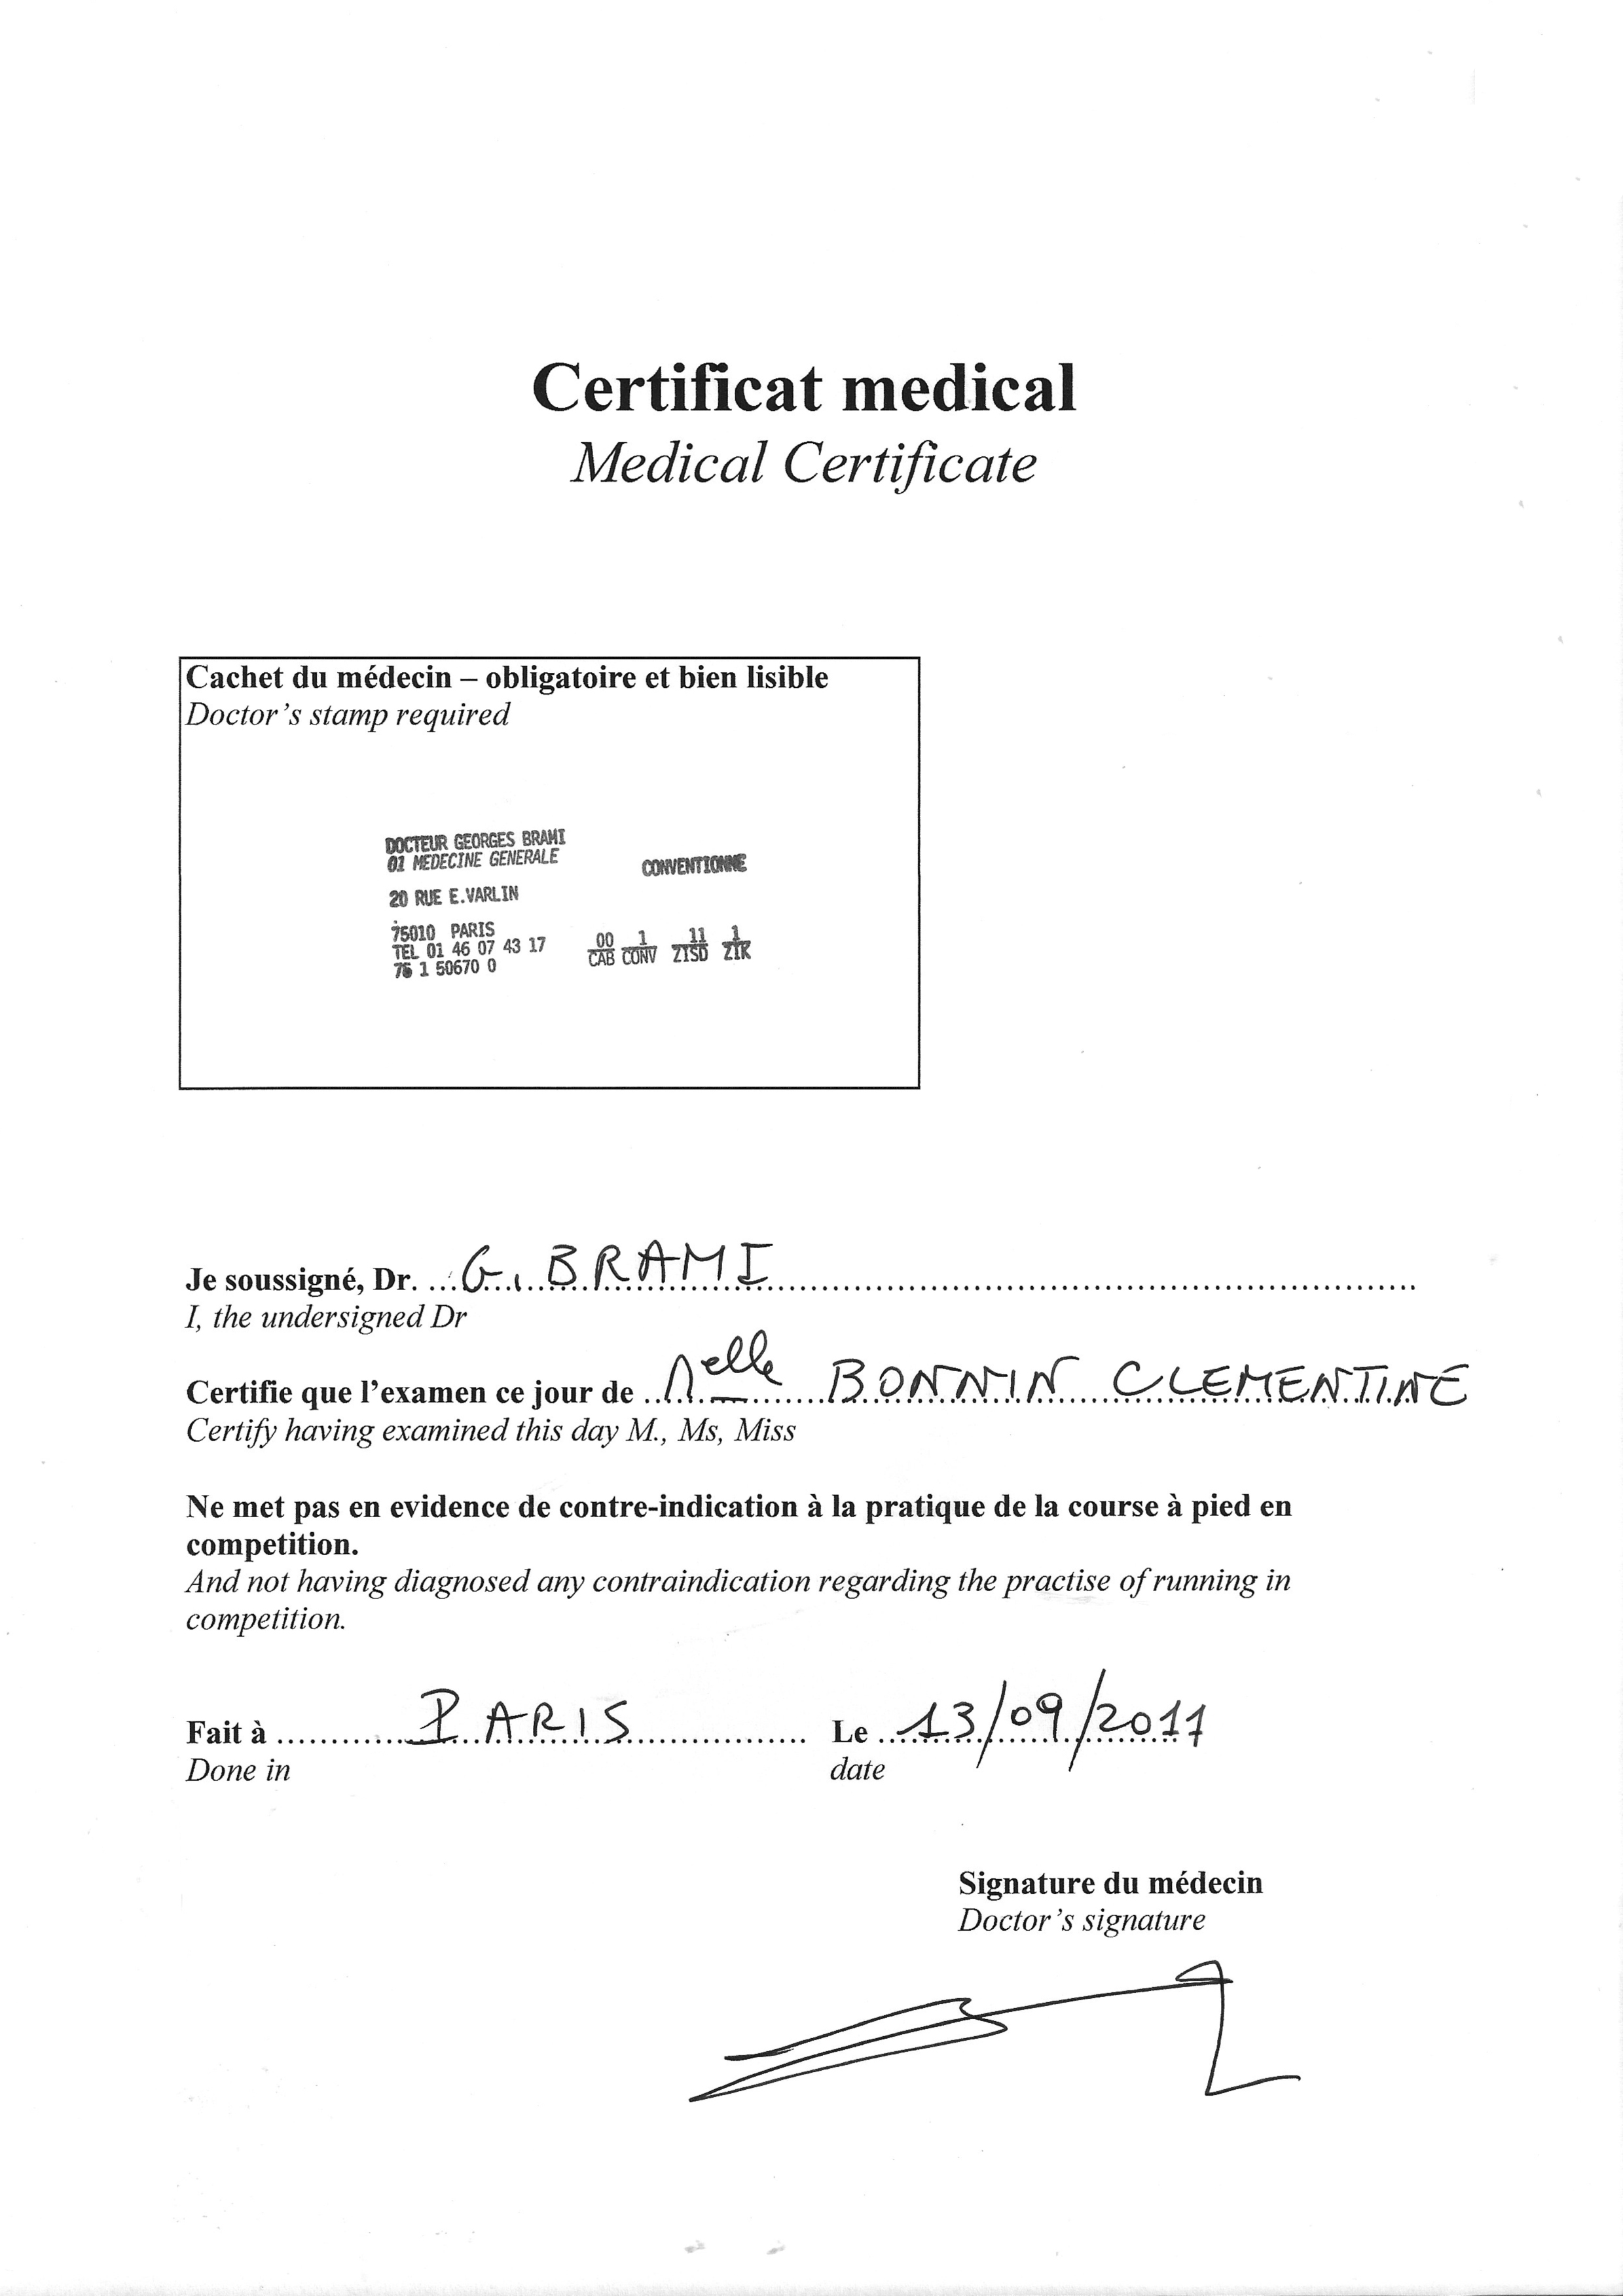 Certificat medical
Medical Certificate
Cachet du médecin – obligatoire et bien lisible
Doctor's stamp required
DOCTEUR GEORGES BRAMI
01 MEDECINE GENERALE
CONVENTIONNE
20 RUE E.VARLIN
75010 PARIS
TEL 01 46 07 43 17
75 1 50670 0
00 1 11 1
CAB CONV ZISD ZIK
Je soussigné, Dr. G. BRAMI
I, the undersigned Dr
Certifie que l'examen ce jour de Melle BONNIN CLEMENTINE
Certify having examined this day M., Ms, Miss
Ne met pas en evidence de contre-indication à la pratique de la course à pied en
competition.
And not having diagnosed any contraindication regarding the practise of running in
competition.
Fait à PARIS Le 13/09/2011
Done in date
Signature du médecin
Doctor's signature